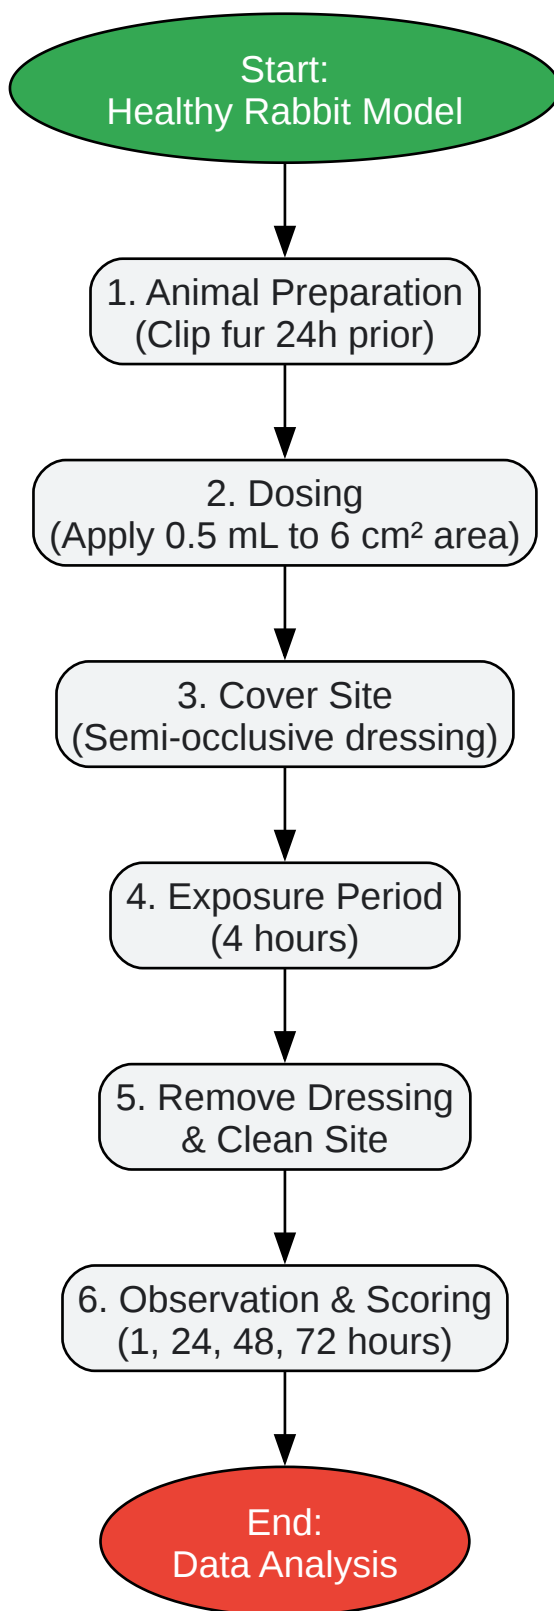 Start:
Healthy Rabbit Model
1. Animal Preparation
(Clip fur 24h prior)
2. Dosing
(Apply 0.5 mL to 6 cm² area)
3. Cover Site
(Semi-occlusive dressing)
4. Exposure Period
(4 hours)
5. Remove Dressing
& Clean Site
6. Observation & Scoring
(1, 24, 48, 72 hours)
End:
Data Analysis